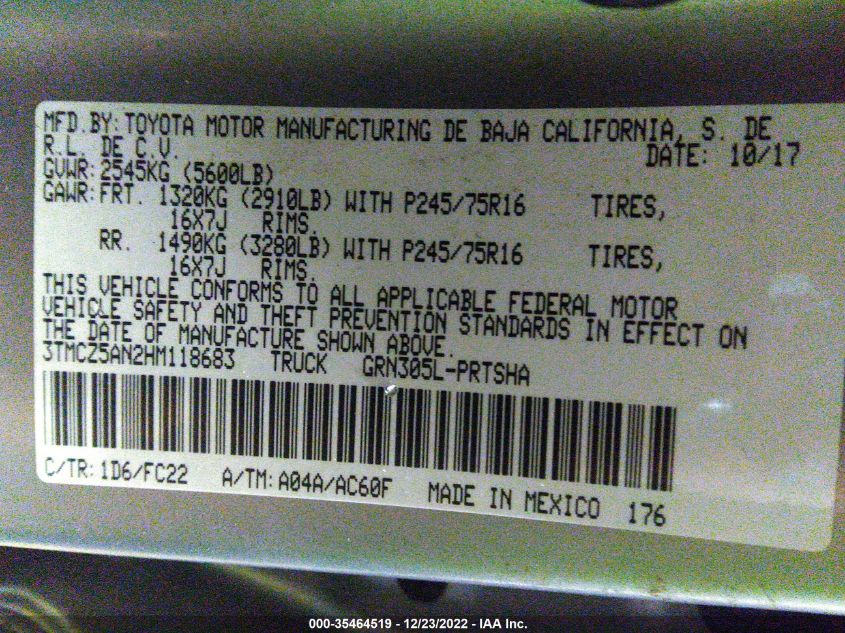 MFD.BY: TOYOTA MOTOR MANUFACTURING DE BAJA CALIFORNIA, S. DE
R.L. DE C.V. DATE: 10/17
GVWR: 2545KG (5600LB)
GAWR: FRT. 1320KG (2910LB) WITH P245/75R16 TIRES,
16X7J RIMS.
RR. 1490KG (3280LB) WITH P245/75R16 TIRES,
16X7J RIMS.
THIS VEHICLE CONFORMS TO ALL APPLICABLE FEDERAL MOTOR
VEHICLE SAFETY AND THEFT PREVENTION STANDARDS IN EFFECT ON
THE DATE OF MANUFACTURE SHOWN ABOVE.
3TMCZ5AN2HM118683 TRUCK GRN305L-PRTSHA
C/TR: 1D6/FC22 A/TM: A04A/AC60F MADE IN MEXICO 176
000-35464519 - 12/23/2022 - IAA Inc.